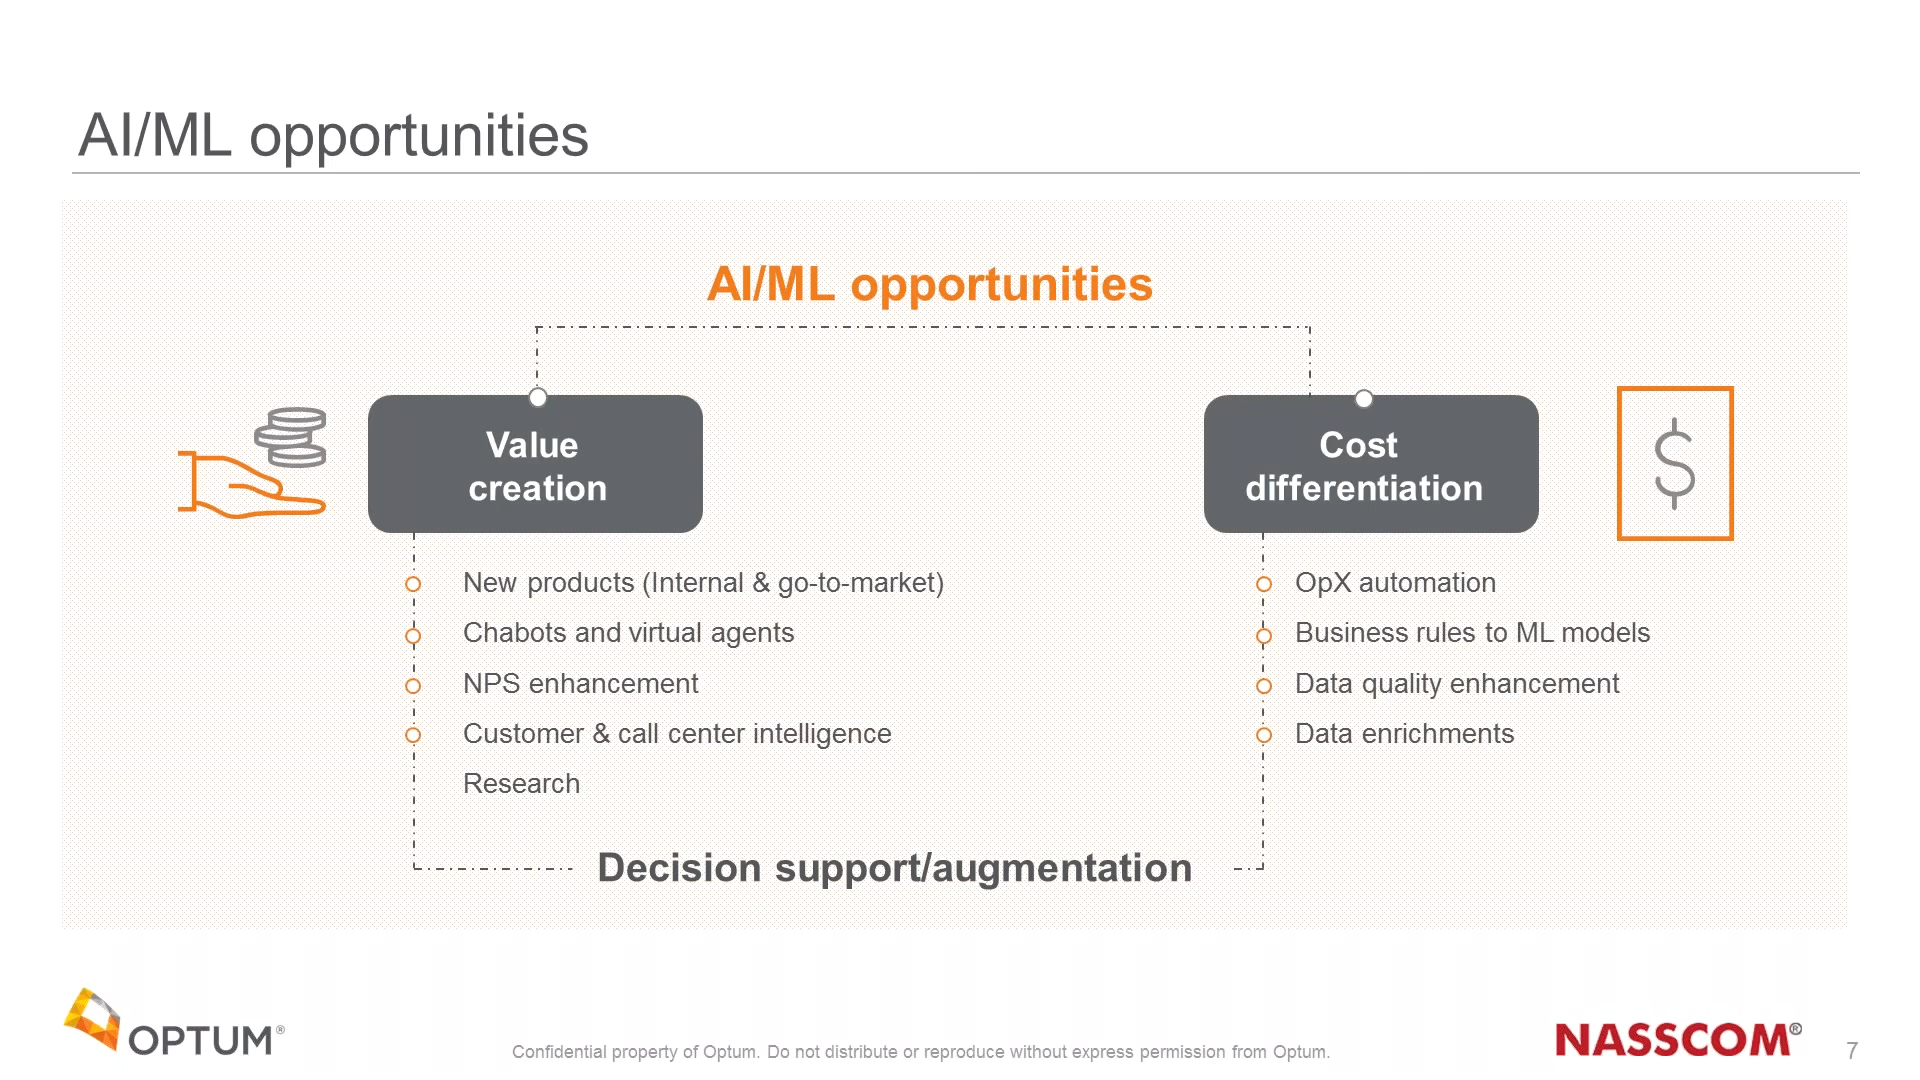 AI/ML opportunities
AI/ML opportunities
Value
creation
New products (Internal & go-to-market)
Chabots and virtual agents
NPS enhancement
Customer & call center intelligence
Research
Cost
differentiation
$
OpX automation
Business rules to ML models
Data quality enhancement
Data enrichments
Decision support/augmentation
OPTUM®
Confidential property of Optum. Do not distribute or reproduce without express permission from Optum.
NASSCOM®
7